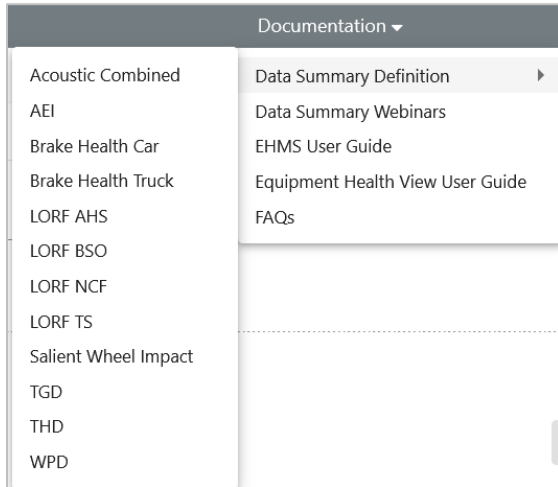 Documentation
Data Summary Definition
Data Summary Webinars
EHMS User Guide
Equipment Health View User Guide
FAQs
Acoustic Combined
AEI
Brake Health Car
Brake Health Truck
LORF AHS
LORF BSO
LORF NCF
LORF TS
Salient Wheel Impact
TGD
THD
WPD